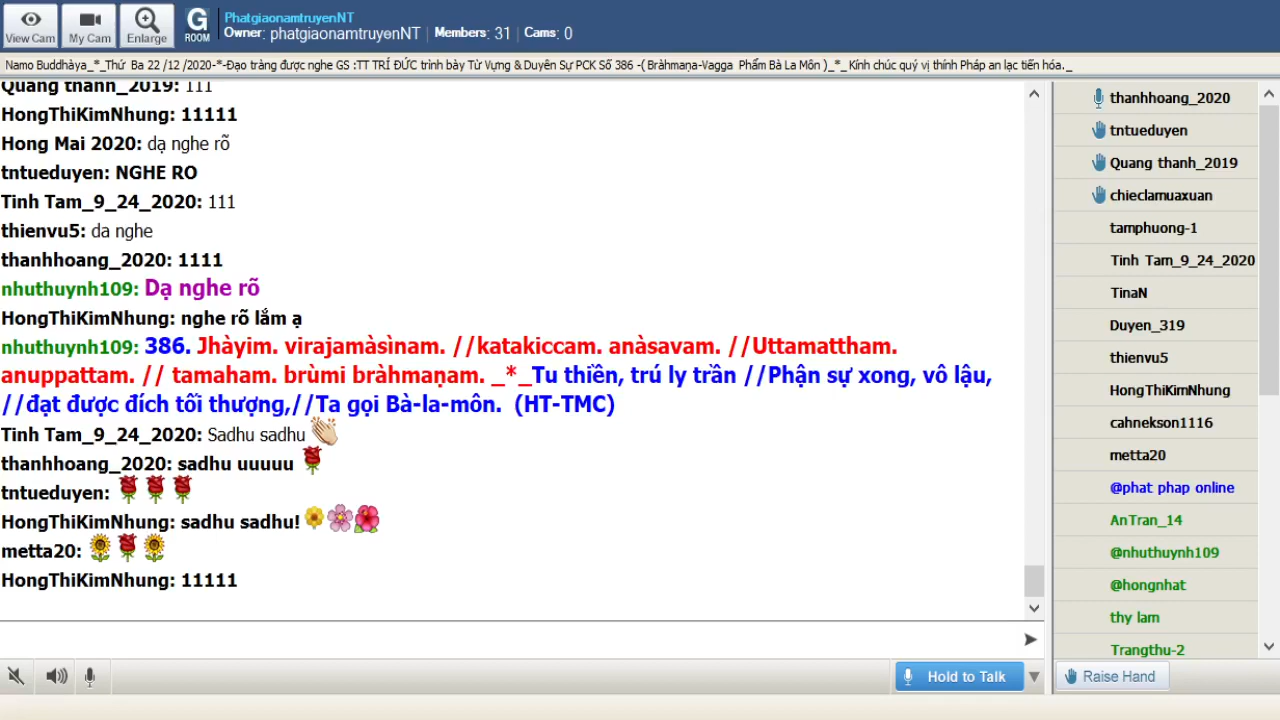 View Cam
My Cam
Enlarge
G
ROOM
PhatgiaonamtruyenNT
Owner: phatgiaonamtruyenNT | Members: 31 | Cams: 0
Namo Buddhàya_*_Thứ Ba 22 /12 /2020-*-Đạo tràng được nghe GS :TT TRÍ ĐỨC trình bày Từ Vựng & Duyên Sự PCK Số 386 -( Bràhmaṇa-Vagga Phẩm Bà La Môn )_*_ Kính chúc quý vị thính Pháp an lạc tiến hóa._
Quang thanh_2019: 111
HongThiKimNhung: 11111
Hong Mai 2020: dạ nghe rõ
tntueduyen: NGHE RO
Tinh Tam_9_24_2020: 111
thienvu5: da nghe
thanhhoang_2020: 1111
nhuthuynh109: Dạ nghe rõ
HongThiKimNhung: nghe rõ lắm ạ
nhuthuynh109: 386. Jhàyim. virajamàsìnam. //katakiccam. anàsavam. //Uttamattham.
anuppattam. // tamaham. brùmi bràhmaṇam. _*_Tu thiền, trú ly trần //Phận sự xong, vô lậu,
//đạt được đích tối thượng,//Ta gọi Bà-la-môn. (HT-TMC)
Tinh Tam_9_24_2020: Sadhu sadhu
thanhhoang_2020: sadhu uuuuu
tntueduyen:
HongThiKimNhung: sadhu sadhu!
metta20:
HongThiKimNhung: 11111
Hold to Talk
thanhhoang_2020
tntueduyen
Quang thanh_2019
chieclamuaxuan
tamphuong-1
Tinh Tam_9_24_2020
TinaN
Duyen_319
thienvu5
HongThiKimNhung
cahnekson1116
metta20
@phat phap online
AnTran_14
@nhuthuynh109
@hongnhat
thy lam
Trangthu-2
Raise Hand